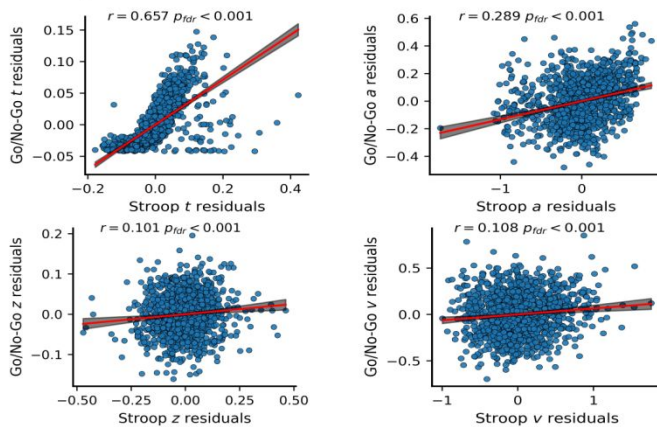 r = 0.657 p_fdr < 0.001
Go/No-Go t residuals
0.15
0.10
0.05
0.00
−0.05
−0.2
0.0
0.2
0.4
Stroop t residuals
r = 0.289 p_fdr < 0.001
Go/No-Go a residuals
0.6
0.4
0.2
0.0
−0.2
−0.4
−1
0
Stroop a residuals
r = 0.101 p_fdr < 0.001
Go/No-Go z residuals
0.2
0.1
0.0
−0.1
−0.50
−0.25
0.00
0.25
0.50
Stroop z residuals
r = 0.108 p_fdr < 0.001
Go/No-Go v residuals
0.5
0.0
−0.5
−1
0
1
Stroop v residuals